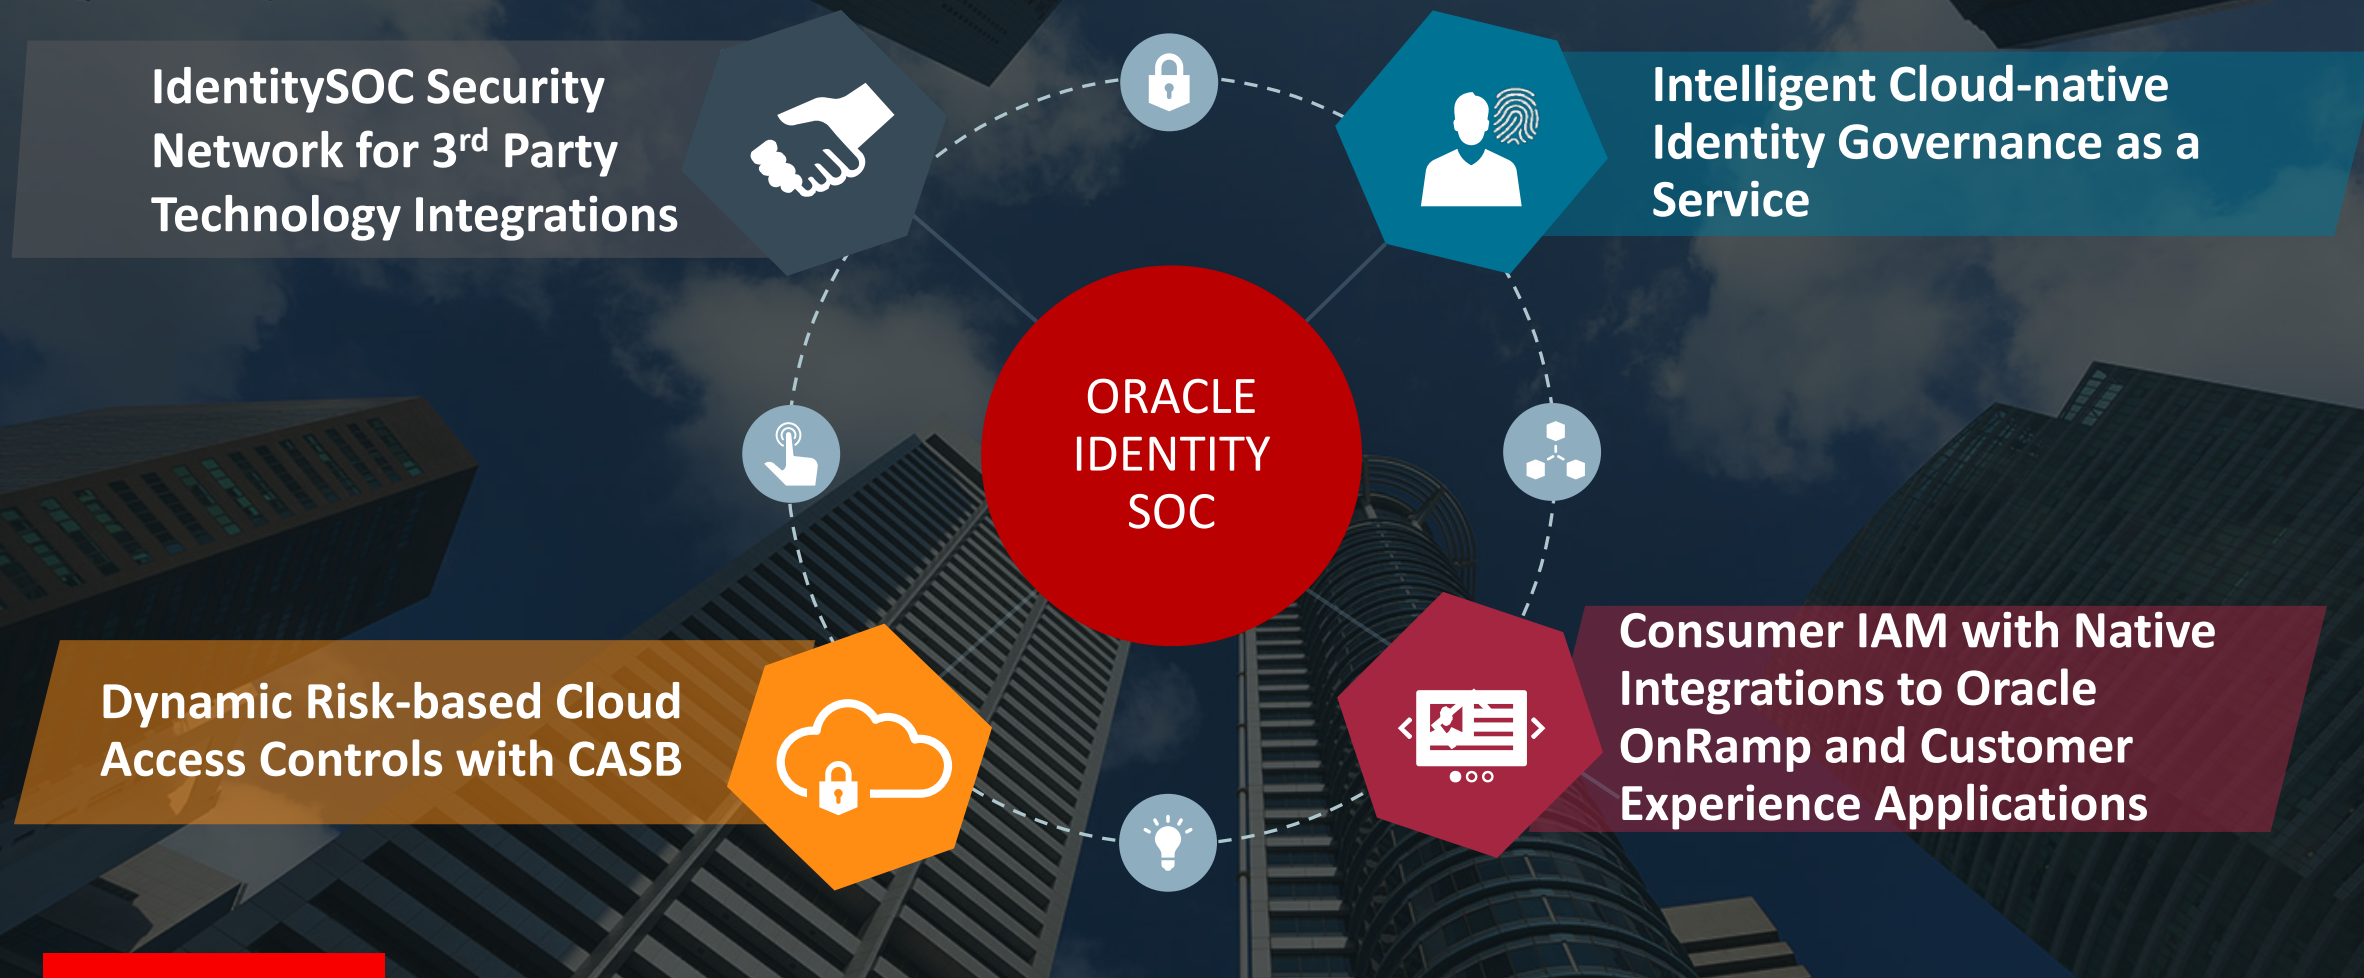 IdentitySOC Security
Network for 3rd Party
Technology Integrations
Intelligent Cloud-native
Identity Governance as a
Service
ORACLE
IDENTITY
SOC
Dynamic Risk-based Cloud
Access Controls with CASB
Consumer IAM with Native
Integrations to Oracle
OnRamp and Customer
Experience Applications